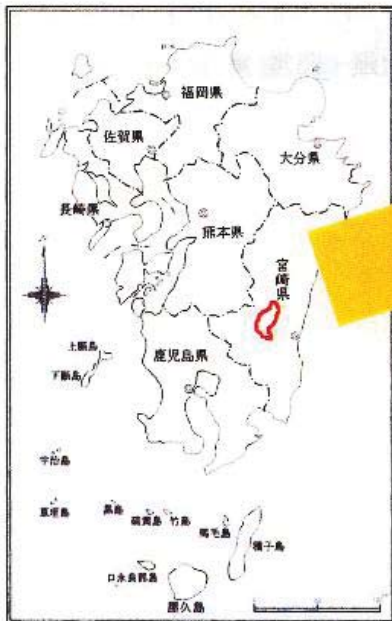 福岡県
佐賀県
大分県
長崎県
熊本県
宮崎県
鹿児島県
上甑島
下甑島
宇治島
草垣島
黒島
硫黄島
竹島
馬毛島
種子島
口永良部島
屋久島